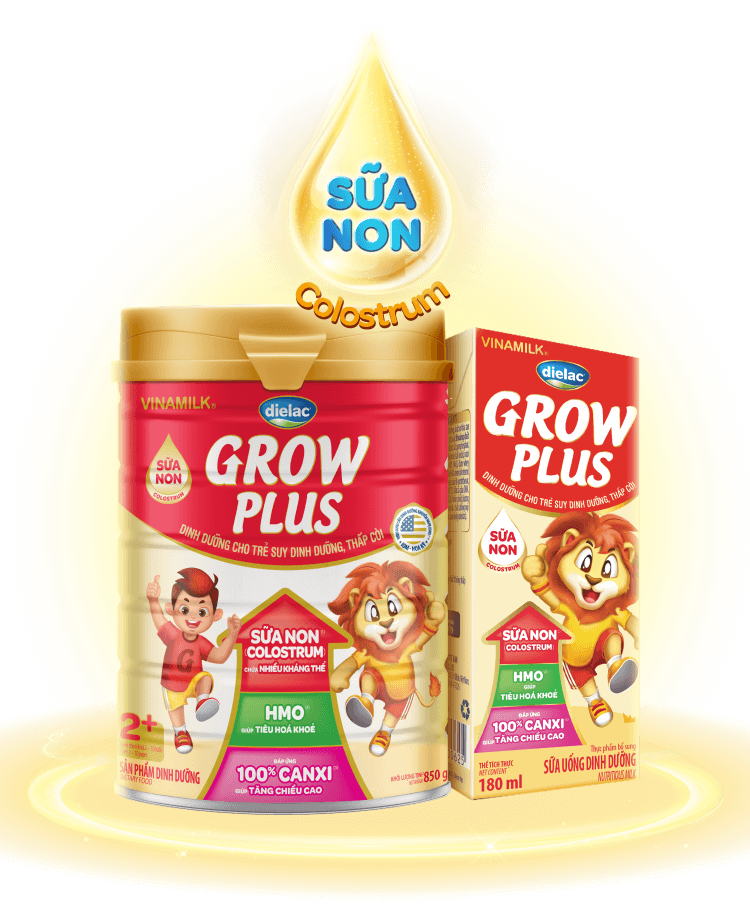 SỮA
NON
Colostrum
VINAMILK®
dielac
GROW
PLUS
DINH DƯỠNG CHO TRẺ SUY DINH DƯỠNG, THẤP CÒI
SỮA
NON
COLOSTRUM
SỮA NON
COLOSTRUM
CHỨA NHIỀU KHÁNG THỂ
HMO
GIÚP TIÊU HOÁ KHOẺ
ĐÁP ỨNG
100% CANXI
GIÚP TĂNG CHIỀU CAO
G
2+
SẢN PHẨM DINH DƯỠNG
850 g
VINAMILK®
dielac
GROW
PLUS
DINH DƯỠNG CHO TRẺ SUY DINH DƯỠNG, THẤP CÒI
SỮA
NON
COLOSTRUM
SỮA NON
COLOSTRUM
HMO
GIÚP
TIÊU HOÁ KHOẺ
ĐÁP ỨNG
100% CANXI
GIÚP TĂNG CHIỀU CAO
THỂ TÍCH THỰC
NET CONTENT
180 ml
Thực phẩm bổ sung
SỮA UỐNG DINH DƯỠNG
NUTRITIOUS MILK